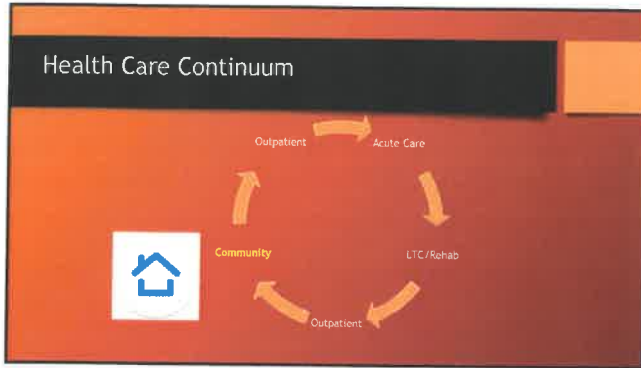 Health Care Continuum
Outpatient
Acute Care
Community
LTC/Rehab
Outpatient